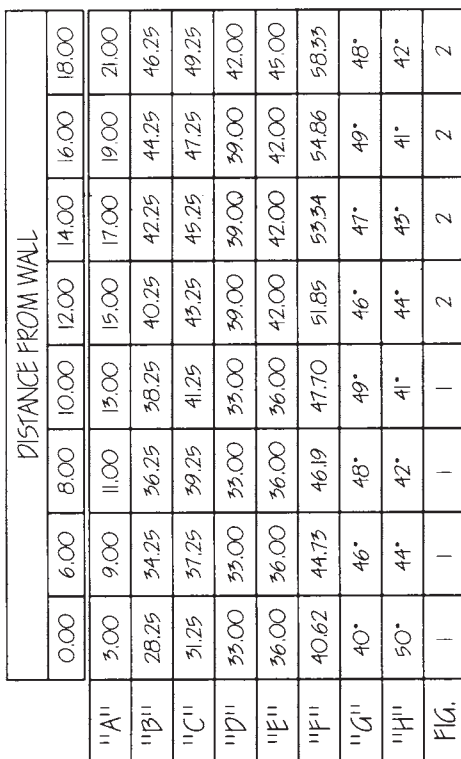 DISTANCE FROM WALL
0.00 6.00 8.00 10.00 12.00 14.00 16.00 18.00
"A" 3.00 9.00 11.00 13.00 15.00 17.00 19.00 21.00
"B" 28.25 34.25 36.25 38.25 40.25 42.25 44.25 46.25
"C" 31.25 37.25 39.25 41.25 43.25 45.25 47.25 49.25
"D" 33.00 33.00 33.00 33.00 39.00 39.00 39.00 42.00
"E" 36.00 36.00 36.00 36.00 42.00 42.00 42.00 45.00
"F" 40.62 44.73 46.19 47.70 51.85 53.34 54.86 58.33
"G" 40° 46° 48° 49° 46° 47° 49° 48°
"H" 50° 44° 42° 41° 44° 43° 41° 42°
FIG. 1 1 1 1 2 2 2 2